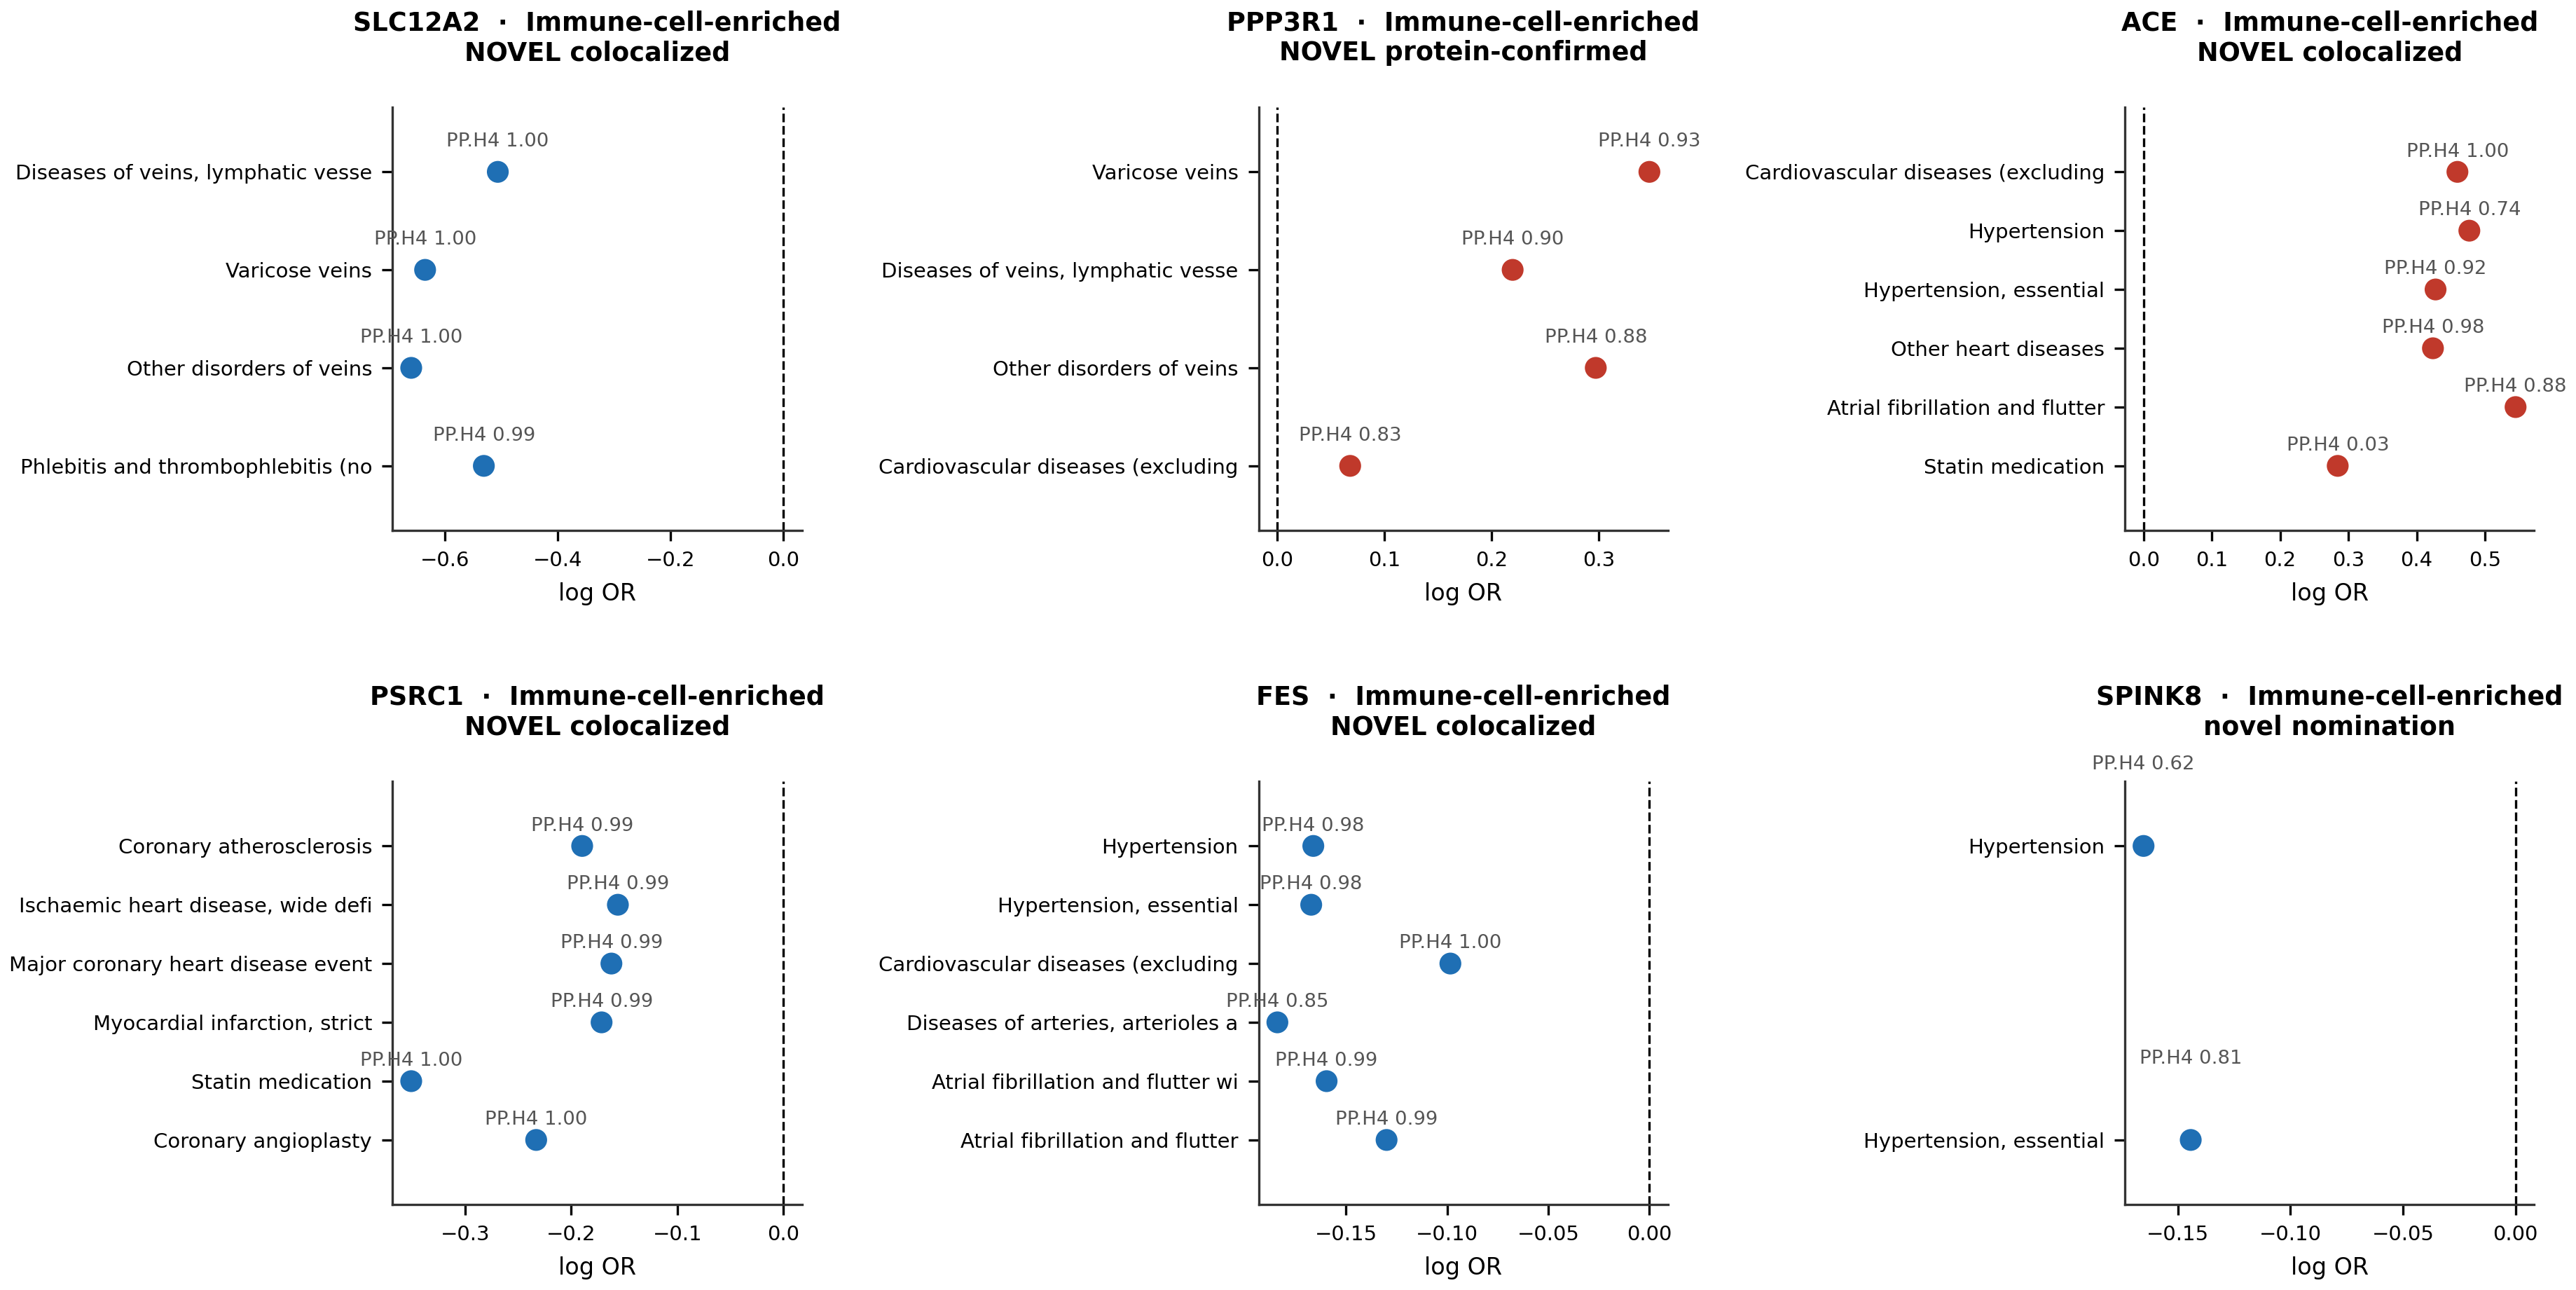 SLC12A2 · Immune-cell-enriched
NOVEL colocalized
PP.H4 1.00
Diseases of veins, lymphatic vesse
PP.H4 1.00
Varicose veins
PP.H4 1.00
Other disorders of veins
PP.H4 0.99
Phlebitis and thrombophlebitis (no
−0.6 −0.4 −0.2 0.0
log OR
PPP3R1 · Immune-cell-enriched
NOVEL protein-confirmed
PP.H4 0.93
Varicose veins
PP.H4 0.90
Diseases of veins, lymphatic vesse
PP.H4 0.88
Other disorders of veins
PP.H4 0.83
Cardiovascular diseases (excluding
0.0 0.1 0.2 0.3
log OR
ACE · Immune-cell-enriched
NOVEL colocalized
PP.H4 1.00
Cardiovascular diseases (excluding
PP.H4 0.74
Hypertension
PP.H4 0.92
Hypertension, essential
PP.H4 0.98
Other heart diseases
PP.H4 0.88
Atrial fibrillation and flutter
PP.H4 0.03
Statin medication
0.0 0.1 0.2 0.3 0.4 0.5
log OR
PSRC1 · Immune-cell-enriched
NOVEL colocalized
PP.H4 0.99
Coronary atherosclerosis
PP.H4 0.99
Ischaemic heart disease, wide defi
PP.H4 0.99
Major coronary heart disease event
PP.H4 0.99
Myocardial infarction, strict
PP.H4 1.00
Statin medication
PP.H4 1.00
Coronary angioplasty
−0.3 −0.2 −0.1 0.0
log OR
FES · Immune-cell-enriched
NOVEL colocalized
PP.H4 0.98
Hypertension
PP.H4 0.98
Hypertension, essential
PP.H4 1.00
Cardiovascular diseases (excluding
PP.H4 0.85
Diseases of arteries, arterioles a
PP.H4 0.99
Atrial fibrillation and flutter wi
PP.H4 0.99
Atrial fibrillation and flutter
−0.15 −0.10 −0.05 0.00
log OR
SPINK8 · Immune-cell-enriched
novel nomination
PP.H4 0.62
Hypertension
PP.H4 0.81
Hypertension, essential
−0.15 −0.10 −0.05 0.00
log OR